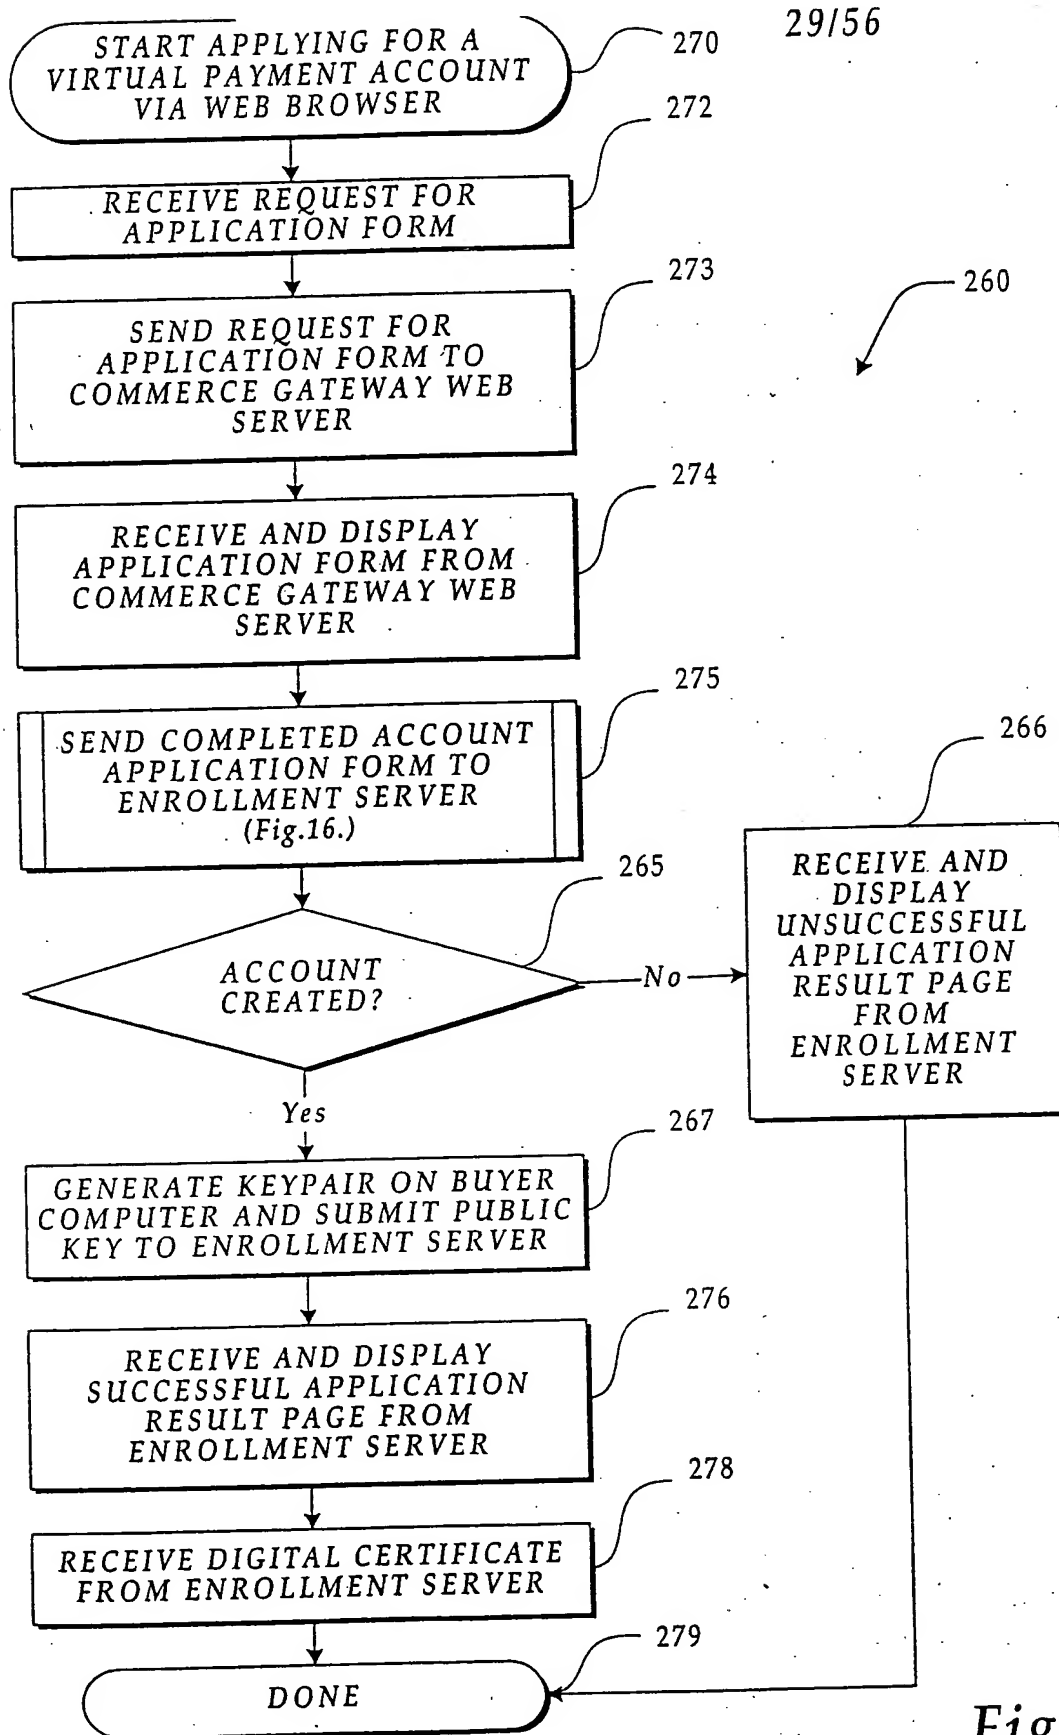 29/56
START APPLYING FOR A
VIRTUAL PAYMENT ACCOUNT
VIA WEB BROWSER
270
272
RECEIVE REQUEST FOR
APPLICATION FORM
273
260
SEND REQUEST FOR
APPLICATION FORM TO
COMMERCE GATEWAY WEB
SERVER
274
RECEIVE AND DISPLAY
APPLICATION FORM FROM
COMMERCE GATEWAY WEB
SERVER
275
SEND COMPLETED ACCOUNT
APPLICATION FORM TO
ENROLLMENT SERVER
(Fig.16.)
266
265
ACCOUNT
CREATED?
No
RECEIVE AND
DISPLAY
UNSUCCESSFUL
APPLICATION
RESULT PAGE
FROM
ENROLLMENT
SERVER
Yes
267
GENERATE KEYPAIR ON BUYER
COMPUTER AND SUBMIT PUBLIC
KEY TO ENROLLMENT SERVER
276
RECEIVE AND DISPLAY
SUCCESSFUL APPLICATION
RESULT PAGE FROM
ENROLLMENT SERVER
278
RECEIVE DIGITAL CERTIFICATE
FROM ENROLLMENT SERVER
279
DONE
Fig